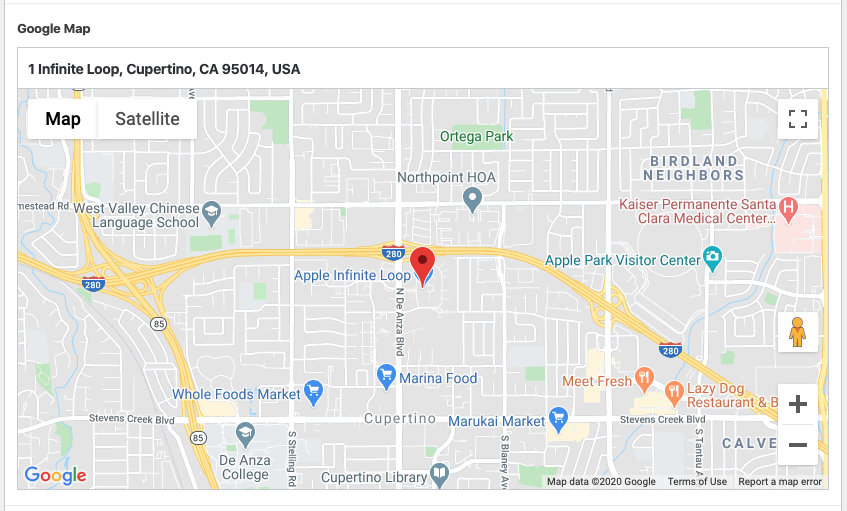 Google Map
1 Infinite Loop, Cupertino, CA 95014, USA
Map
Satellite
Ortega Park
BIRDLAND
NEIGHBORS
Northpoint HOA
mestead Rd
West Valley Chinese
Language School
Kaiser Permanente Santa
Clara Medical Center...
280
Apple Park Visitor Center
Apple Infinite Loop
280
N De Anza Blvd
85
280
Marina Food
Meet Fresh
Whole Foods Market
Lazy Dog
Restaurant & B
Stevens Creek Blvd
Cupertino
Marukai Market
Stevens Creek Blvd
85
S Stelling Rd
S Blaney Av
S Tantau A
CALVE
De Anza
College
Cupertino Library
Google
Map data ©2020 Google
Terms of Use
Report a map error